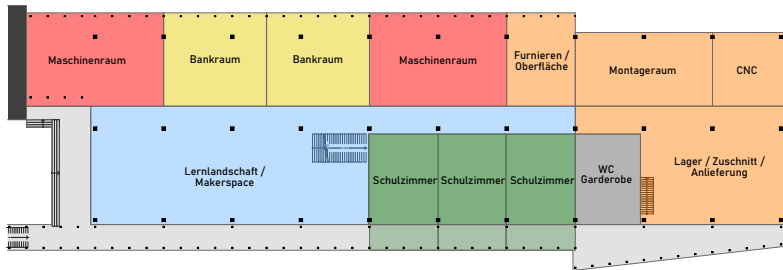 Maschinenraum
Bankraum
Bankraum
Maschinenraum
Furnieren /
Oberfläche
Montageraum
CNC
Lernlandschaft /
Makerspace
Schulzimmer
Schulzimmer
Schulzimmer
WC
Garderobe
Lager / Zuschnitt /
Anlieferung